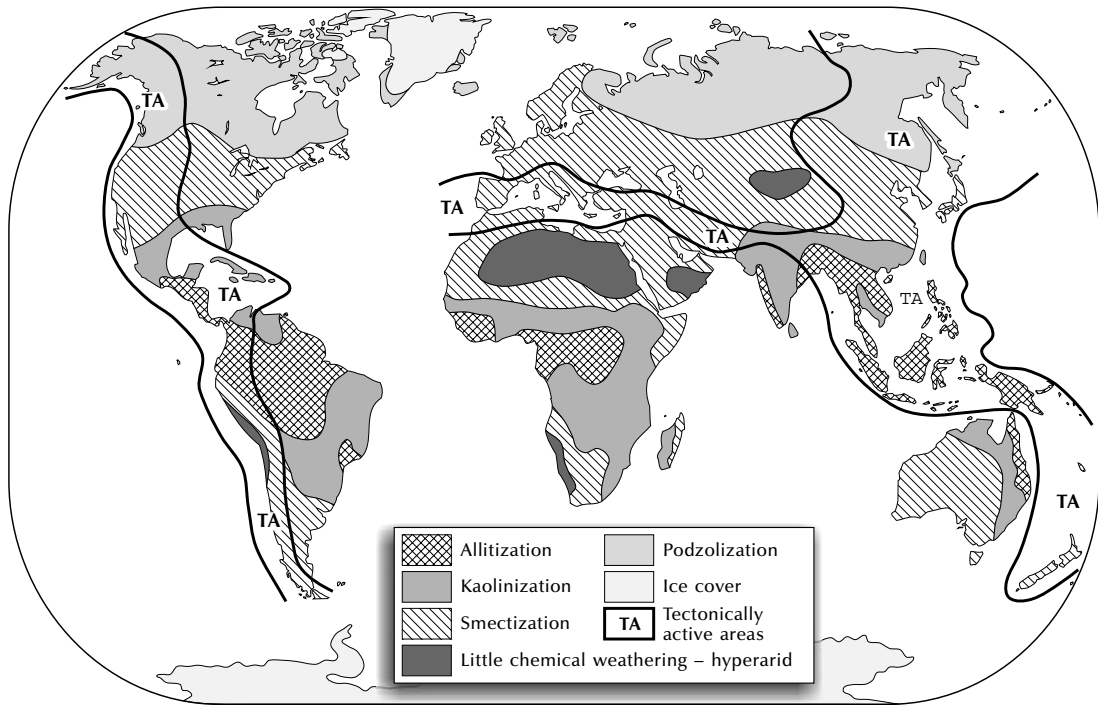 TA
TA
TA
TA
TA
TA
TA
TA
Allitization
Podzolization
Kaolinization
Ice cover
Smectization
TA
Tectonically
active areas
Little chemical weathering – hyperarid